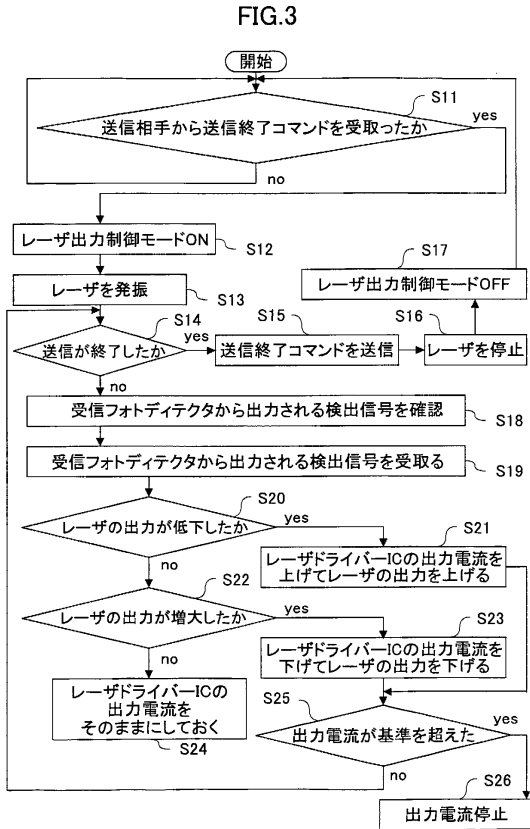 FIG.3
開始
S11
送信相手から送信終了コマンドを受取ったか
yes
no
レーザ出力制御モードON
S12
S17
レーザ出力制御モードOFF
レーザを発振
S13
S14
送信が終了したか
yes
S15
送信終了コマンドを送信
S16
レーザを停止
no
受信フォトディテクタから出力される検出信号を確認
S18
受信フォトディテクタから出力される検出信号を受取る
S19
S20
レーザの出力が低下したか
yes
S21
レーザドライバーICの出力電流を
上げてレーザの出力を上げる
no
S22
レーザの出力が増大したか
yes
S23
レーザドライバーICの出力電流を
下げてレーザの出力を下げる
no
レーザドライバーICの
出力電流を
そのままにしておく
S24
S25
出力電流が基準を超えた
yes
no
S26
出力電流停止